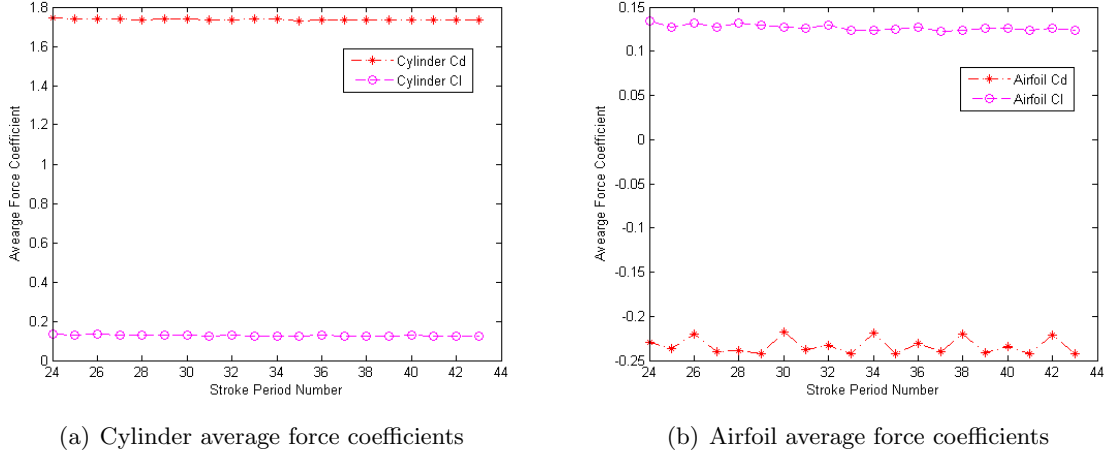 1.8
1.6
1.4
1.2
1
0.8
0.6
0.4
0.2
0
Avearge Force Coefficient
Cylinder Cd
Cylinder Cl
24 26 28 30 32 34 36 38 40 42 44
Stroke Period Number
(a) Cylinder average force coefficients
0.15
0.1
0.05
0
-0.05
-0.1
-0.15
-0.2
-0.25
Avearge Force Coefficient
Airfoil Cd
Airfoil Cl
24 26 28 30 32 34 36 38 40 42 44
Stroke Period Number
(b) Airfoil average force coefficients